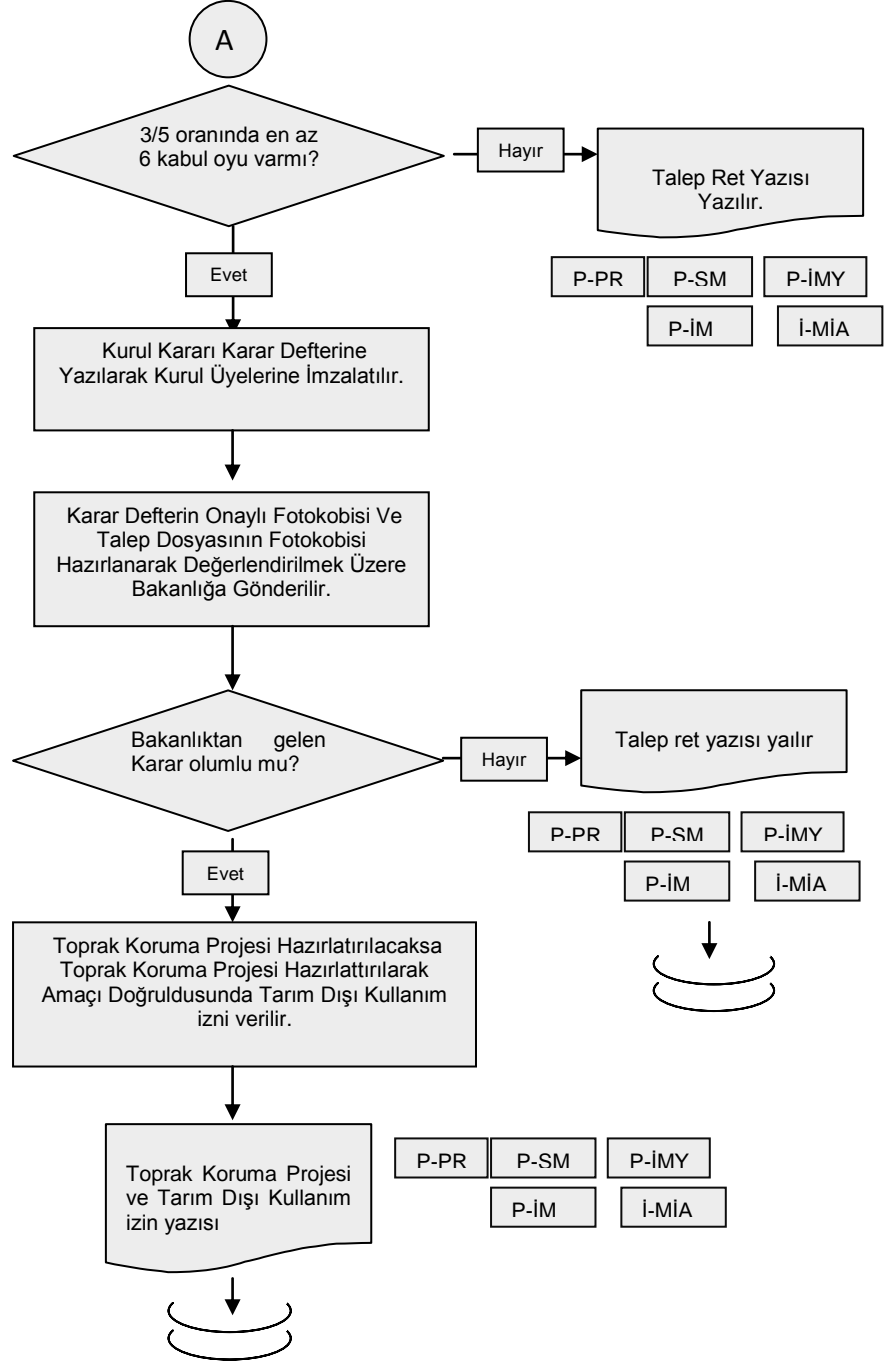 A
3/5 oranında en az
6 kabul oyu varmı?
Hayır
Talep Ret Yazısı
Yazılır.
P-PR P-SM P-İMY
P-İM İ-MİA
Evet
Kurul Kararı Karar Defterine
Yazılarak Kurul Üyelerine İmzalatılır.
Karar Defterin Onaylı Fotokobisi Ve
Talep Dosyasının Fotokobisi
Hazırlanarak Değerlendirilmek Üzere
Bakanlığa Gönderilir.
Bakanlıktan gelen
Karar olumlu mu?
Hayır
Talep ret yazısı yaılır
P-PR P-SM P-İMY
P-İM İ-MİA
Evet
Toprak Koruma Projesi Hazırlatırılacaksa
Toprak Koruma Projesi Hazırlattırılarak
Amaçı Doğruldusunda Tarım Dışı Kullanım
izni verilir.
Toprak Koruma Projesi
ve Tarım Dışı Kullanım
izin yazısı
P-PR P-SM P-İMY
P-İM İ-MİA